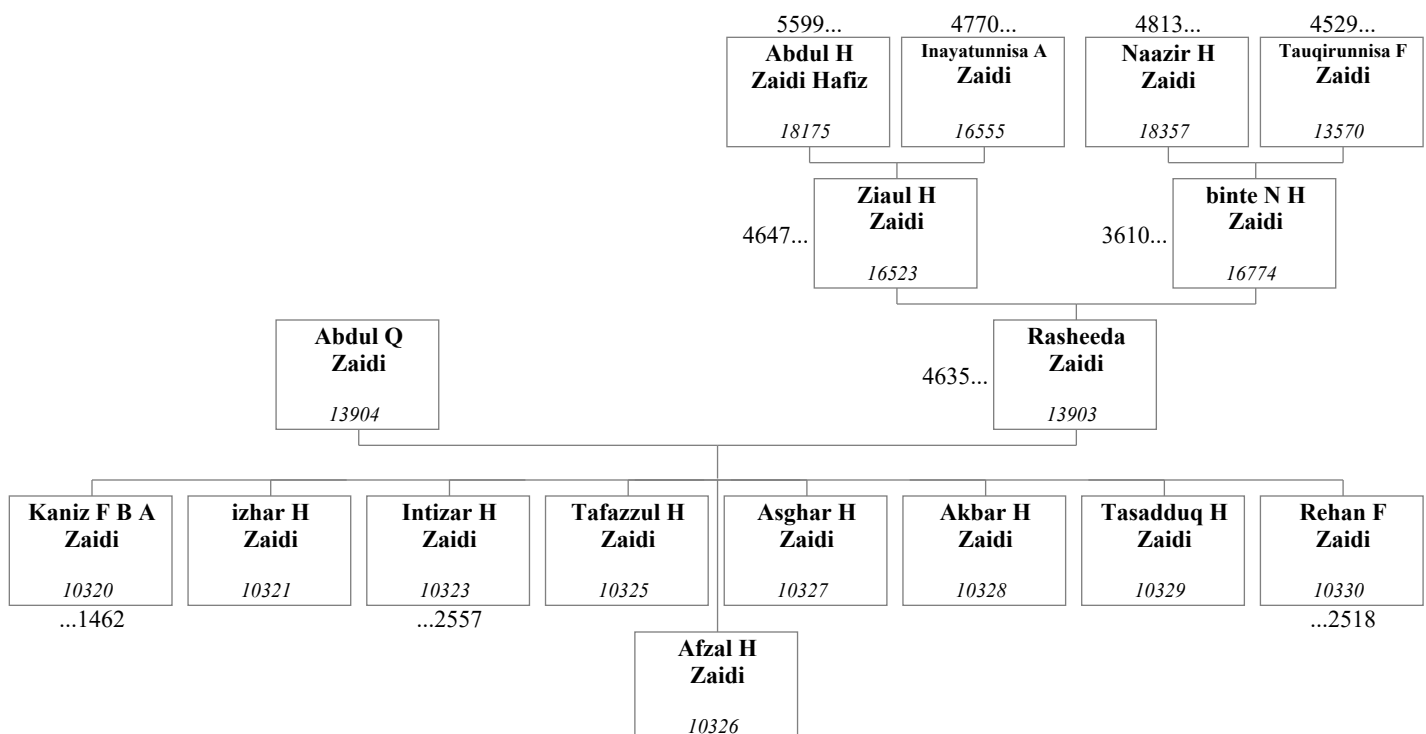 5599...
4770...
4813...
4529...
Abdul H
Zaidi Hafiz
18175
Inayatunnisa A
Zaidi
16555
Naazir H
Zaidi
18357
Tauqirunnisa F
Zaidi
13570
4647...
Ziaul H
Zaidi
16523
3610...
binte N H
Zaidi
16774
Abdul Q
Zaidi
13904
4635...
Rasheeda
Zaidi
13903
Kaniz F B A
Zaidi
10320
...1462
izhar H
Zaidi
10321
Intizar H
Zaidi
10323
...2557
Tafazzul H
Zaidi
10325
Asghar H
Zaidi
10327
Akbar H
Zaidi
10328
Tasadduq H
Zaidi
10329
Rehan F
Zaidi
10330
...2518
Afzal H
Zaidi
10326